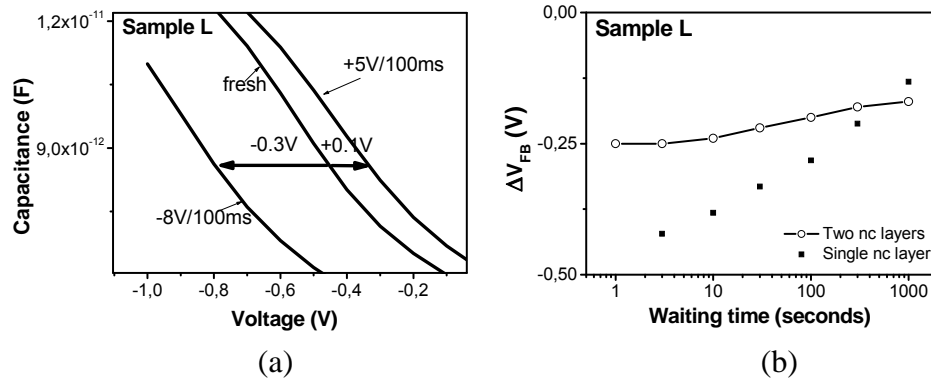 Sample L
1,2x10⁻¹¹
9,0x10⁻¹²
Capacitance (F)
fresh
+5V/100ms
-0.3V
+0.1V
-8V/100ms
-1,0
-0,8
-0,6
-0,4
-0,2
Voltage (V)
(a)
Sample L
0,00
-0,25
-0,50
ΔV_FB (V)
Two nc layers
Single nc layer
1
10
100
1000
Waiting time (seconds)
(b)